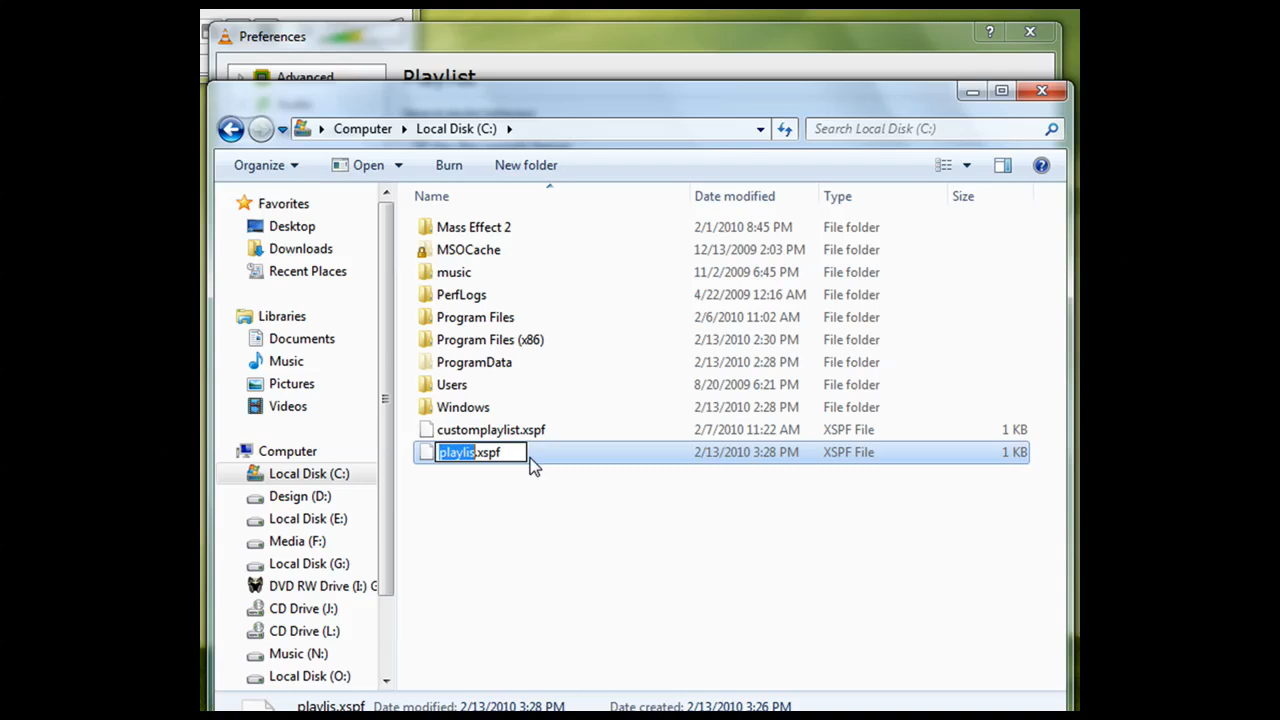 Preferences
Advanced
Playlist
Computer Local Disk (C:)
Search Local Disk (C:)
Organize Open Burn New folder
Name Date modified Type Size
Favorites
Desktop
Downloads
Recent Places
Libraries
Documents
Music
Pictures
Videos
Computer
Local Disk (C:)
Design (D:)
Local Disk (E:)
Media (F:)
Local Disk (G:)
DVD RW Drive (I:) G
CD Drive (J:)
CD Drive (L:)
Music (N:)
Local Disk (O:)
Mass Effect 2 2/1/2010 8:45 PM File folder
MSOCache 12/13/2009 2:03 PM File folder
music 11/2/2009 6:45 PM File folder
PerfLogs 4/22/2009 12:16 AM File folder
Program Files 2/6/2010 11:02 AM File folder
Program Files (x86) 2/13/2010 2:30 PM File folder
ProgramData 2/13/2010 2:28 PM File folder
Users 8/20/2009 6:21 PM File folder
Windows 2/13/2010 2:28 PM File folder
customplaylist.xspf 2/7/2010 11:22 AM XSPF File 1 KB
playlis.xspf 2/13/2010 3:28 PM XSPF File 1 KB
playlis.xspf Date modified: 2/13/2010 3:28 PM Date created: 2/13/2010 3:26 PM